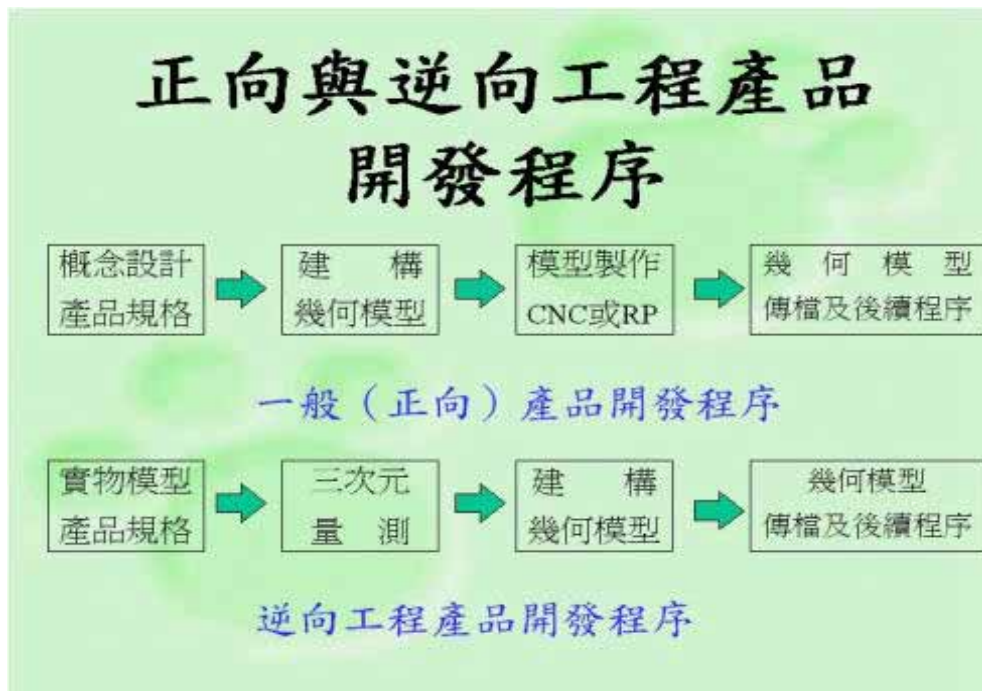 正向與逆向工程產品
開發程序
概念設計
產品規格
建構
幾何模型
模型製作
CNC或RP
幾何模型
傳檔及後續程序
一般（正向）產品開發程序
實物模型
產品規格
三次元
量測
建構
幾何模型
幾何模型
傳檔及後續程序
逆向工程產品開發程序